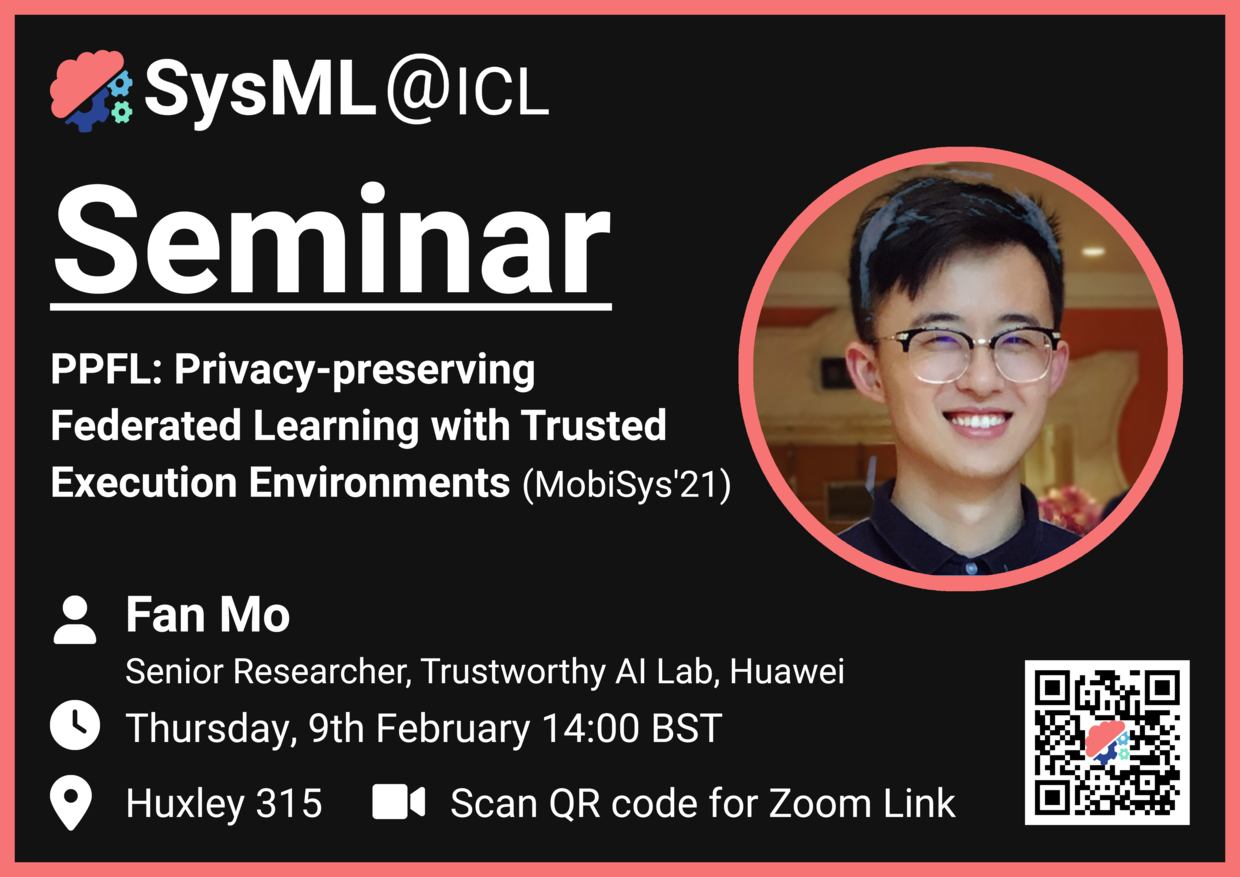 SysML@ICL
Seminar
PPFL: Privacy-preserving
Federated Learning with Trusted
Execution Environments (MobiSys'21)
Fan Mo
Senior Researcher, Trustworthy AI Lab, Huawei
Thursday, 9th February 14:00 BST
Huxley 315 Scan QR code for Zoom Link